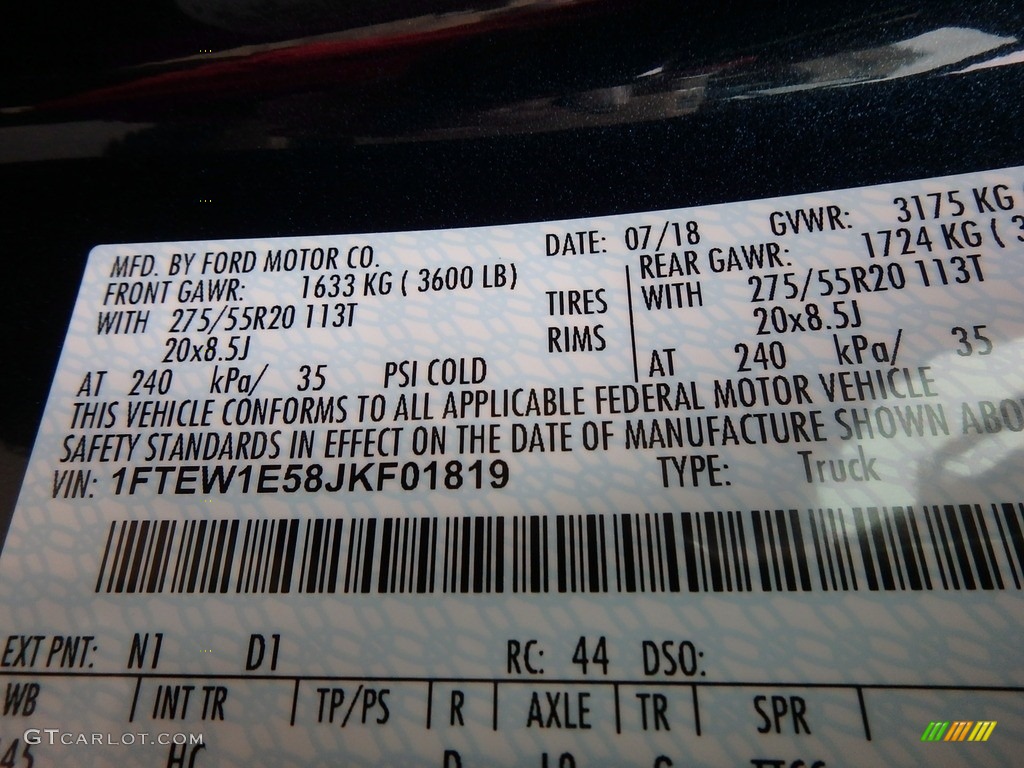 MFD. BY FORD MOTOR CO. DATE: 07/18 GVWR: 3175 KG
FRONT GAWR: 1633 KG ( 3600 LB) REAR GAWR: 1724 KG ( 3
WITH 275/55R20 113T TIRES WITH 275/55R20 113T
20x8.5J RIMS 20x8.5J
AT 240 kPa/ 35 PSI COLD AT 240 kPa/ 35
THIS VEHICLE CONFORMS TO ALL APPLICABLE FEDERAL MOTOR VEHICLE
SAFETY STANDARDS IN EFFECT ON THE DATE OF MANUFACTURE SHOWN ABO
VIN: 1FTEW1E58JKF01819 TYPE: Truck
EXT PNT: N1 D1 RC: 44 DSO:
WB INT TR TP/PS R AXLE TR SPR
GTCARLOT.COM